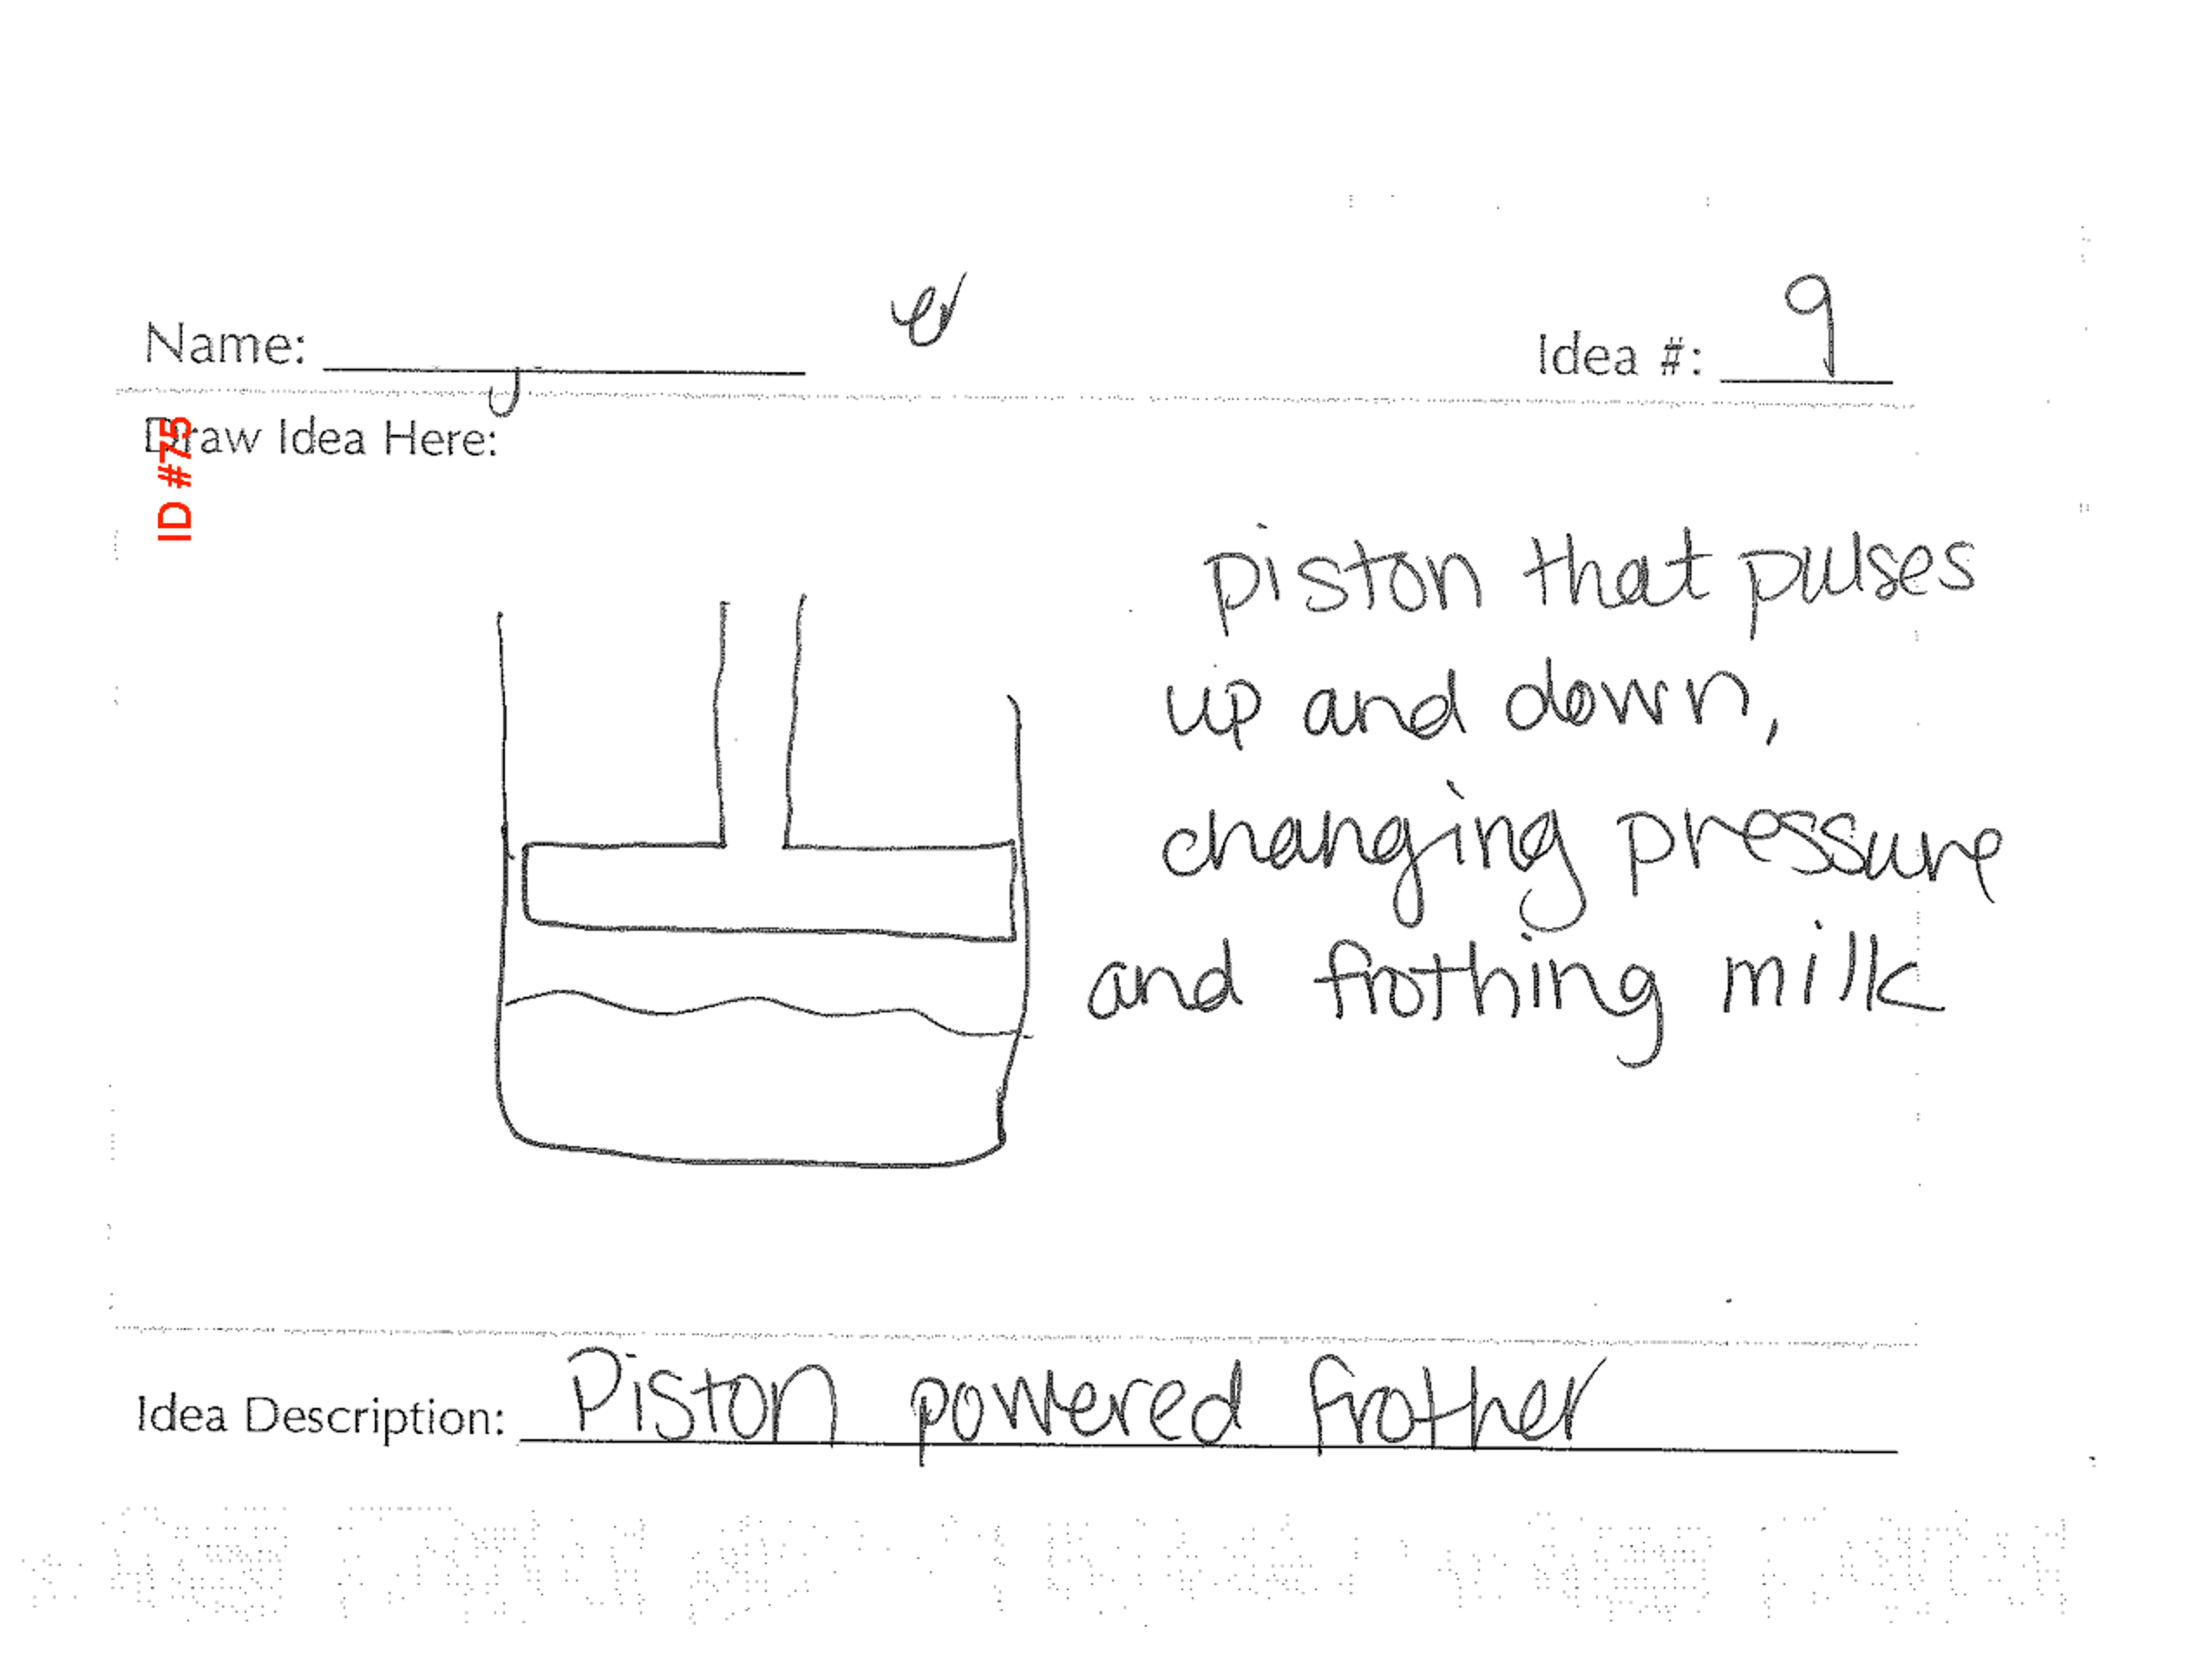 Name:
Idea #: 9
Draw Idea Here:
ID #75
piston that pulses
up and down,
changing pressure
and frothing milk
Idea Description: Piston powered frother